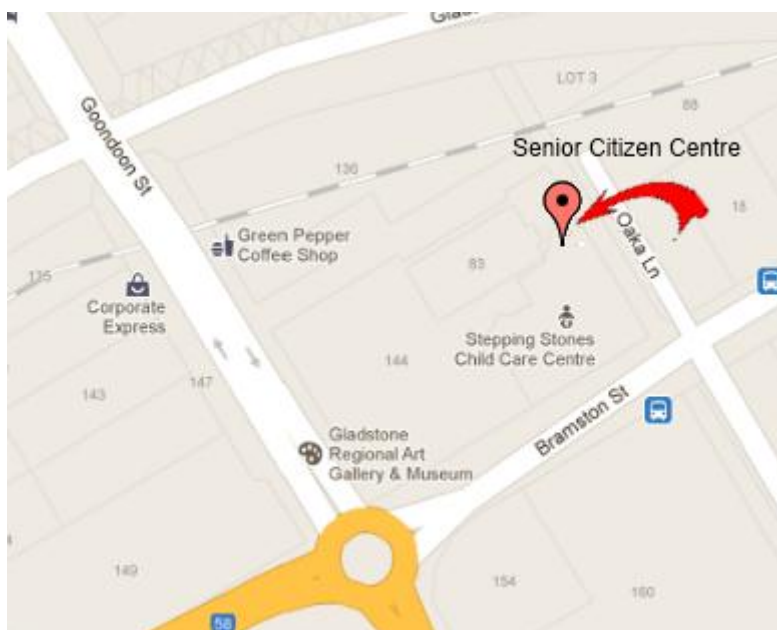 Goondoon St
LOT 3
88
Senior Citizen Centre
136
18
Green Pepper
Coffee Shop
Oaka Ln
83
135
Corporate
Express
Stepping Stones
Child Care Centre
144
147
143
Bramston St
Gladstone
Regional Art
Gallery & Museum
149
154
160
58